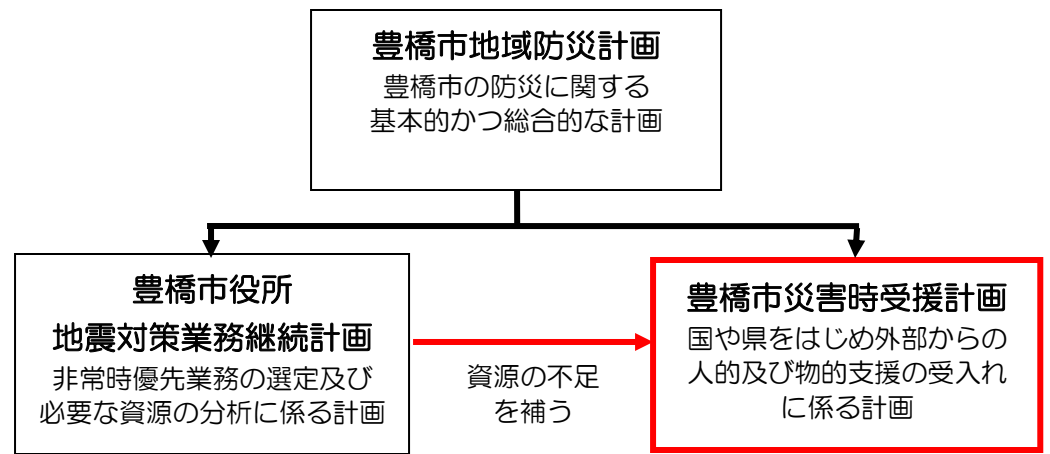 豊橋市地域防災計画
豊橋市の防災に関する
基本的かつ総合的な計画
豊橋市役所
地震対策業務継続計画
非常時優先業務の選定及び
必要な資源の分析に係る計画
資源の不足
を補う
豊橋市災害時受援計画
国や県をはじめ外部からの
人的及び物的支援の受入れ
に係る計画